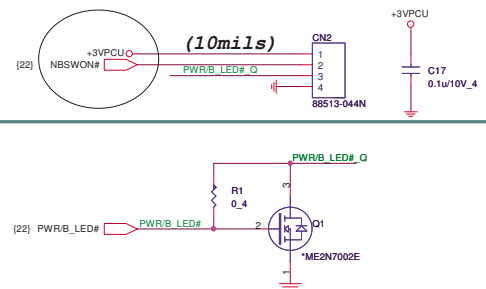 CN2
+3VPCU
(10mils)
+3VPCU
1
{22}
NBSWON#
2
PWR/B_LED#_Q
3
4
88513-044N
C17
0.1u/10V_4
PWR/B_LED#_Q
3
R1
0_4
{22}
PWR/B_LED#
PWR/B_LED#
2
Q1
*ME2N7002E
1